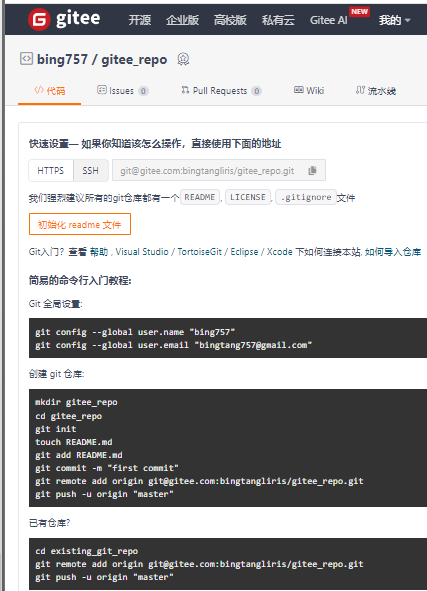 gitee 开源 企业版 高校版 私有云 Gitee AI NEW 我的
bing757 / gitee_repo
代码 Issues 0 Pull Requests 0 Wiki 流水线
快速设置— 如果你知道该怎么操作，直接使用下面的地址
HTTPS SSH git@gitee.com:bingtangliris/gitee_repo.git
我们强烈建议所有的git仓库都有一个 README, LICENSE, .gitignore 文件
初始化 readme 文件
Git入门？查看 帮助 , Visual Studio / TortoiseGit / Eclipse / Xcode 下如何连接本站, 如何导入仓库
简易的命令行入门教程:
Git 全局设置:
git config --global user.name "bing757"
git config --global user.email "bingtang757@gmail.com"
创建 git 仓库:
mkdir gitee_repo
cd gitee_repo
git init
touch README.md
git add README.md
git commit -m "first commit"
git remote add origin git@gitee.com:bingtangliris/gitee_repo.git
git push -u origin "master"
已有仓库?
cd existing_git_repo
git remote add origin git@gitee.com:bingtangliris/gitee_repo.git
git push -u origin "master"